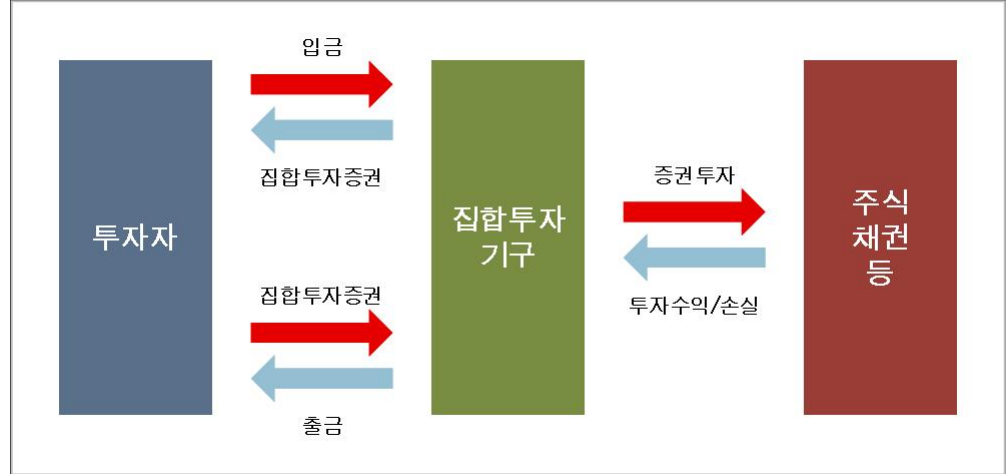 입금
집합투자증권
투자자
집합투자증권
출금
집합투자
기구
증권투자
투자수익/손실
주식
채권
등